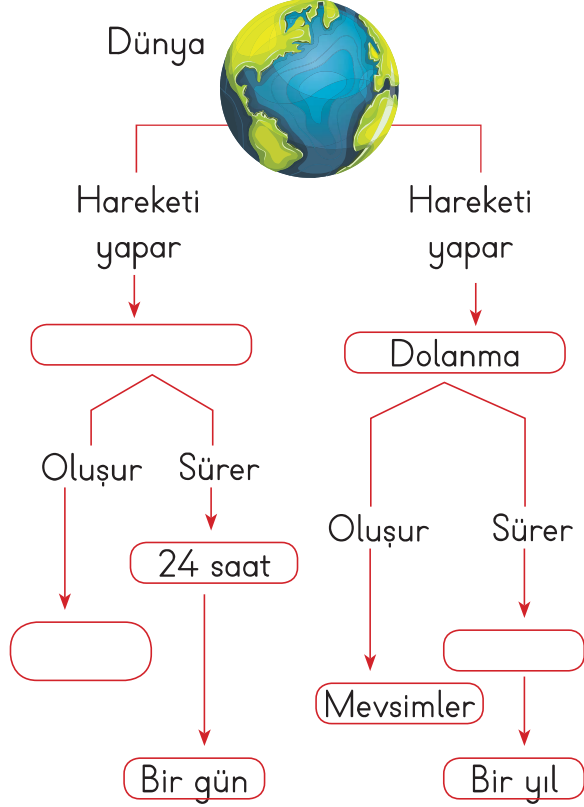 Dünya
Hareketi
yapar
Hareketi
yapar
Dolanma
Oluşur
Sürer
24 saat
Bir gün
Oluşur
Sürer
Mevsimler
Bir yıl